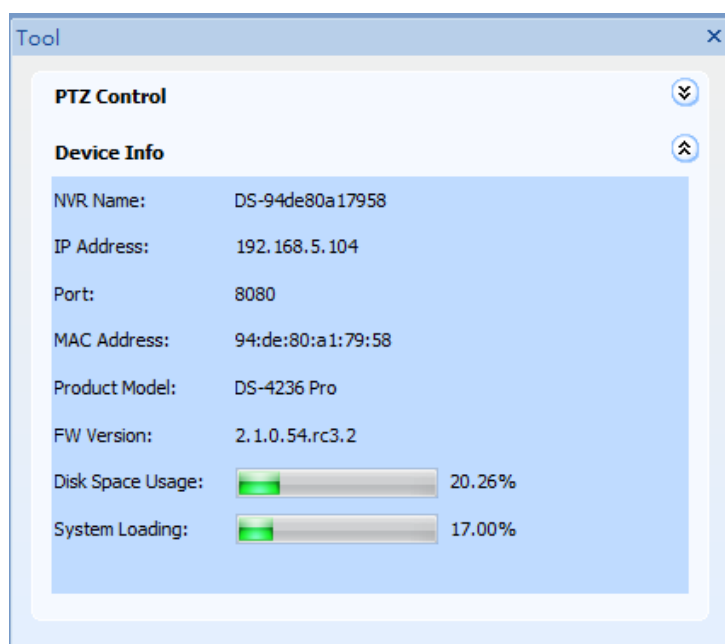 Tool
PTZ Control
Device Info
NVR Name: DS-94de80a17958
IP Address: 192.168.5.104
Port: 8080
MAC Address: 94:de:80:a1:79:58
Product Model: DS-4236 Pro
FW Version: 2.1.0.54.rc3.2
Disk Space Usage: 20.26%
System Loading: 17.00%